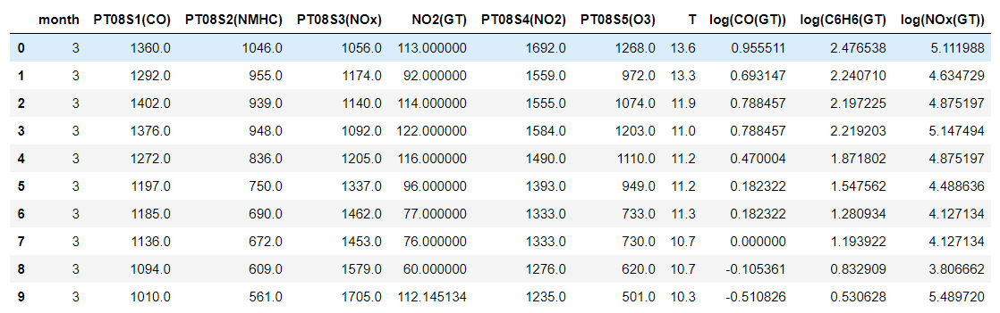 month PT08S1(CO) PT08S2(NMHC) PT08S3(NOx) NO2(GT) PT08S4(NO2) PT08S5(O3) T log(CO(GT)) log(C6H6(GT) log(NOx(GT))
0 3 1360.0 1046.0 1056.0 113.000000 1692.0 1268.0 13.6 0.955511 2.476538 5.111988
1 3 1292.0 955.0 1174.0 92.000000 1559.0 972.0 13.3 0.693147 2.240710 4.634729
2 3 1402.0 939.0 1140.0 114.000000 1555.0 1074.0 11.9 0.788457 2.197225 4.875197
3 3 1376.0 948.0 1092.0 122.000000 1584.0 1203.0 11.0 0.788457 2.219203 5.147494
4 3 1272.0 836.0 1205.0 116.000000 1490.0 1110.0 11.2 0.470004 1.871802 4.875197
5 3 1197.0 750.0 1337.0 96.000000 1393.0 949.0 11.2 0.182322 1.547562 4.488636
6 3 1185.0 690.0 1462.0 77.000000 1333.0 733.0 11.3 0.182322 1.280934 4.127134
7 3 1136.0 672.0 1453.0 76.000000 1333.0 730.0 10.7 0.000000 1.193922 4.127134
8 3 1094.0 609.0 1579.0 60.000000 1276.0 620.0 10.7 -0.105361 0.832909 3.806662
9 3 1010.0 561.0 1705.0 112.145134 1235.0 501.0 10.3 -0.510826 0.530628 5.489720